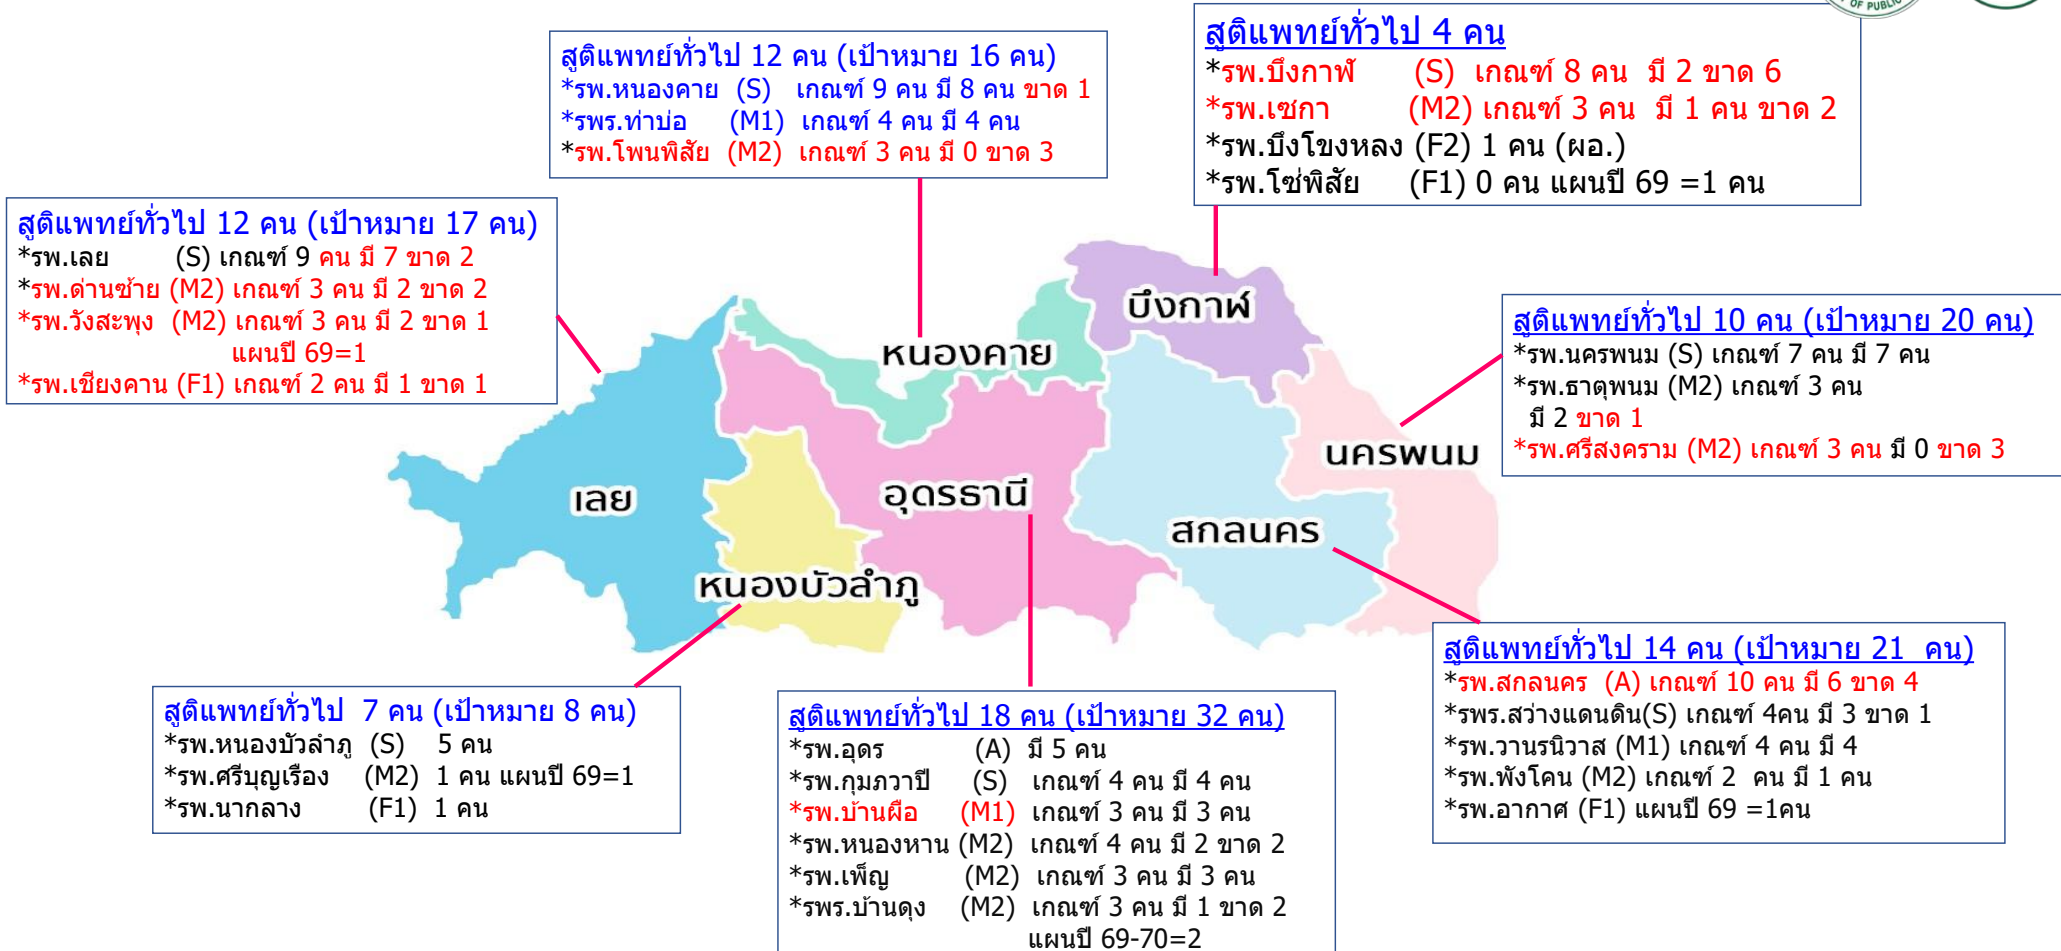 OF PUBLIC
สูติแพทย์ทั่วไป 12 คน (เป้าหมาย 16 คน)
*รพ.หนองคาย (S) เกณฑ์ 9 คน มี 8 คน ขาด 1
*รพร.ท่าบ่อ (M1) เกณฑ์ 4 คน มี 4 คน
*รพ.โพนพิสัย (M2) เกณฑ์ 3 คน มี 0 ขาด 3
สูติแพทย์ทั่วไป 4 คน
*รพ.บึงกาฬ (S) เกณฑ์ 8 คน มี 2 ขาด 6
*รพ.เซกา (M2) เกณฑ์ 3 คน มี 1 คน ขาด 2
*รพ.บึงโขงหลง (F2) 1 คน (ผอ.)
*รพ.โซ่พิสัย (F1) 0 คน แผนปี 69 =1 คน
สูติแพทย์ทั่วไป 12 คน (เป้าหมาย 17 คน)
*รพ.เลย (S) เกณฑ์ 9 คน มี 7 ขาด 2
*รพ.ด่านซ้าย (M2) เกณฑ์ 3 คน มี 2 ขาด 2
*รพ.วังสะพุง (M2) เกณฑ์ 3 คน มี 2 ขาด 1
แผนปี 69=1
*รพ.เชียงคาน (F1) เกณฑ์ 2 คน มี 1 ขาด 1
สูติแพทย์ทั่วไป 10 คน (เป้าหมาย 20 คน)
*รพ.นครพนม (S) เกณฑ์ 7 คน มี 7 คน
*รพ.ธาตุพนม (M2) เกณฑ์ 3 คน
มี 2 ขาด 1
*รพ.ศรีสงคราม (M2) เกณฑ์ 3 คน มี 0 ขาด 3
บึงกาฬ
หนองคาย
นครพนม
เลย
อุดรธานี
สกลนคร
หนองบัวลำภู
สูติแพทย์ทั่วไป 7 คน (เป้าหมาย 8 คน)
*รพ.หนองบัวลำภู (S) 5 คน
*รพ.ศรีบุญเรือง (M2) 1 คน แผนปี 69=1
*รพ.นากลาง (F1) 1 คน
สูติแพทย์ทั่วไป 18 คน (เป้าหมาย 32 คน)
*รพ.อุดร (A) มี 5 คน
*รพ.กุมภวาปี (S) เกณฑ์ 4 คน มี 4 คน
*รพ.บ้านผือ (M1) เกณฑ์ 3 คน มี 3 คน
*รพ.หนองหาน (M2) เกณฑ์ 4 คน มี 2 ขาด 2
*รพ.เพ็ญ (M2) เกณฑ์ 3 คน มี 3 คน
*รพร.บ้านดุง (M2) เกณฑ์ 3 คน มี 1 ขาด 2
แผนปี 69-70=2
สูติแพทย์ทั่วไป 14 คน (เป้าหมาย 21 คน)
*รพ.สกลนคร (A) เกณฑ์ 10 คน มี 6 ขาด 4
*รพร.สว่างแดนดิน(S) เกณฑ์ 4คน มี 3 ขาด 1
*รพ.วานรนิวาส (M1) เกณฑ์ 4 คน มี 4
*รพ.พังโคน (M2) เกณฑ์ 2 คน มี 1 คน
*รพ.อากาศ (F1) แผนปี 69 =1คน